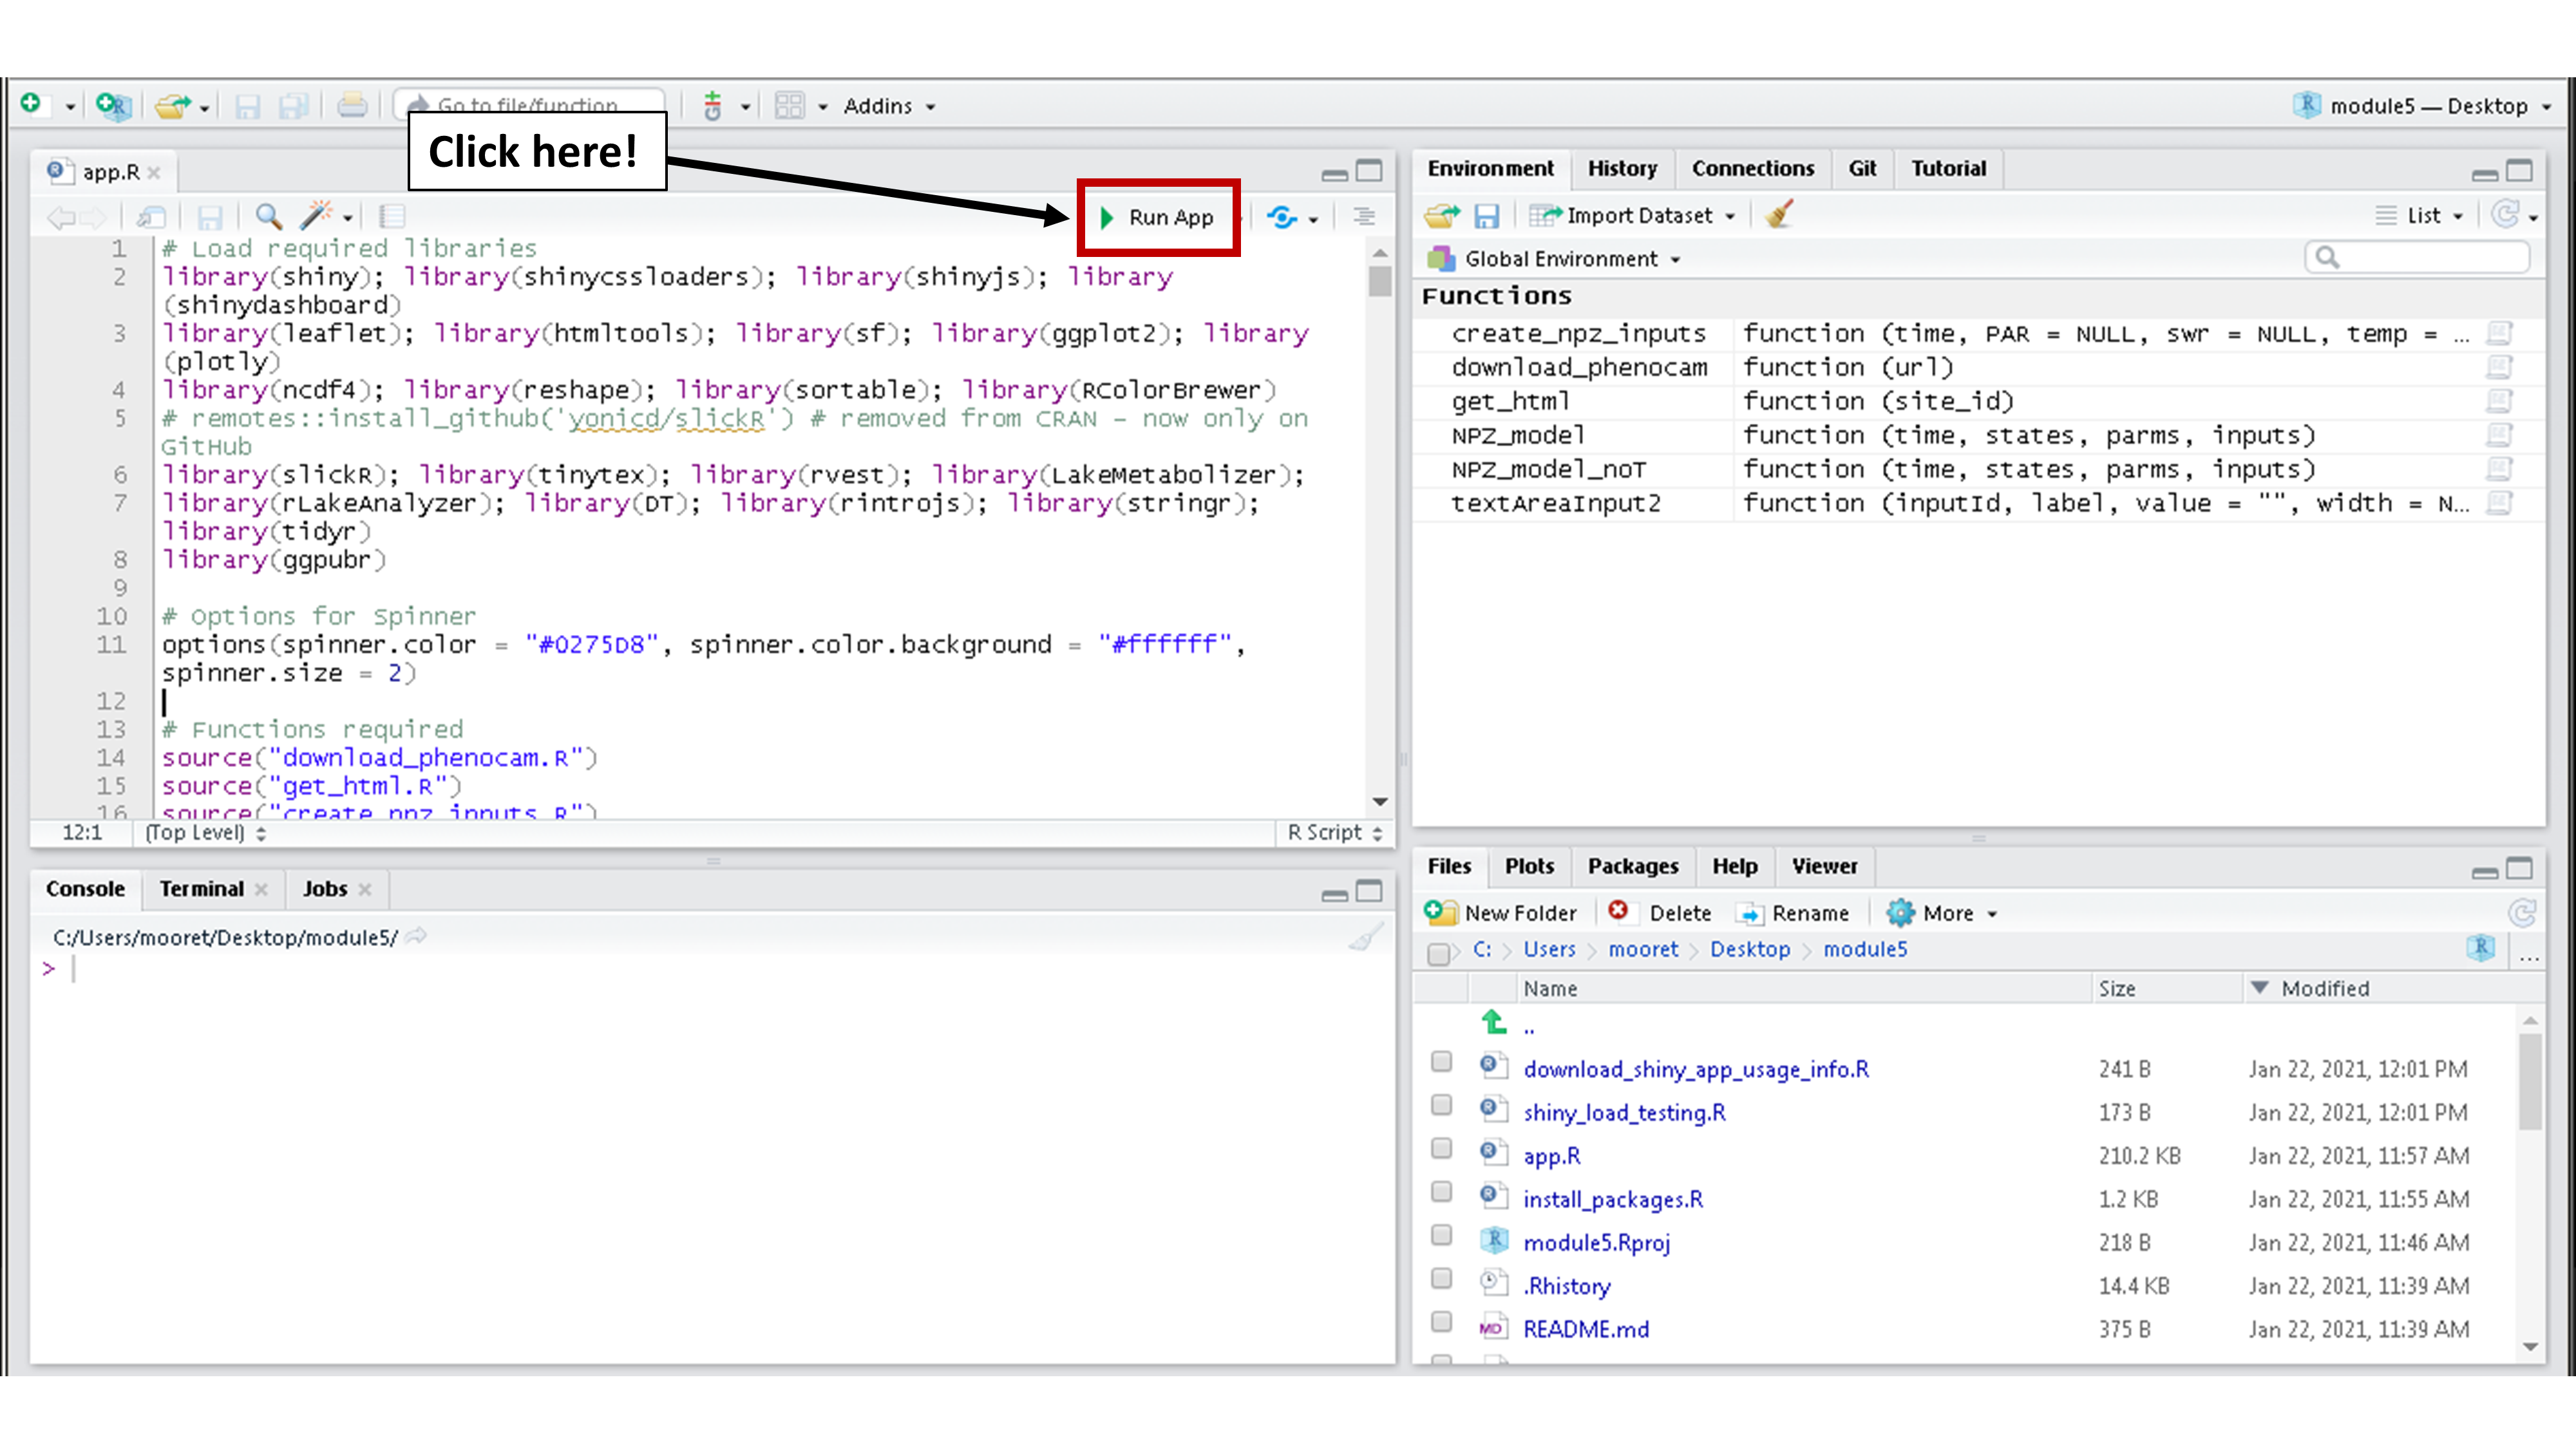 Go to file/function
Addins
module5 — Desktop
Click here!
app.R
Run App
1 # Load required libraries
2 library(shiny); library(shinycssloaders); library(shinyjs); library
(shinydashboard)
3 library(leaflet); library(htmltools); library(sf); library(ggplot2); library
(plotly)
4 library(ncdf4); library(reshape); library(sortable); library(RColorBrewer)
5 # remotes::install_github('yonicd/slickR') # removed from CRAN – now only on
GitHub
6 library(slickR); library(tinytex); library(rvest); library(LakeMetabolizer);
7 library(rLakeAnalyzer); library(DT); library(rintrojs); library(stringr);
library(tidyr)
8 library(ggpubr)
9
10 # Options for Spinner
11 options(spinner.color = "#0275D8", spinner.color.background = "#ffffff",
spinner.size = 2)
12
13 # Functions required
14 source("download_phenocam.R")
15 source("get_html.R")
16 source("create_npz_inputs.R")
12:1 (Top Level) R Script
Console Terminal Jobs
C:/Users/mooret/Desktop/module5/
>
Environment History Connections Git Tutorial
Import Dataset List
Global Environment
Functions
create_npz_inputs function (time, PAR = NULL, swr = NULL, temp = ...
download_phenocam function (url)
get_html function (site_id)
NPZ_model function (time, states, parms, inputs)
NPZ_model_noT function (time, states, parms, inputs)
textAreaInput2 function (inputId, label, value = "", width = N...
Files Plots Packages Help Viewer
New Folder Delete Rename More
C: Users mooret Desktop module5 ...
Name Size Modified
..
download_shiny_app_usage_info.R 241 B Jan 22, 2021, 12:01 PM
shiny_load_testing.R 173 B Jan 22, 2021, 12:01 PM
app.R 210.2 KB Jan 22, 2021, 11:57 AM
install_packages.R 1.2 KB Jan 22, 2021, 11:55 AM
module5.Rproj 218 B Jan 22, 2021, 11:46 AM
.Rhistory 14.4 KB Jan 22, 2021, 11:39 AM
README.md 375 B Jan 22, 2021, 11:39 AM